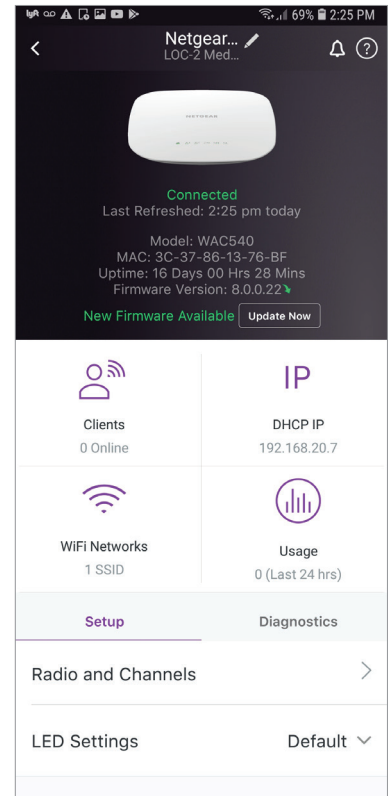 69% 2:25 PM
Netgear...
LOC-2 Med...
NETGEAR
Connected
Last Refreshed: 2:25 pm today
Model: WAC540
MAC: 3C-37-86-13-76-BF
Uptime: 16 Days 00 Hrs 28 Mins
Firmware Version: 8.0.0.22
New Firmware Available Update Now
IP
Clients
0 Online
DHCP IP
192.168.20.7
WiFi Networks
1 SSID
Usage
0 (Last 24 hrs)
Setup
Diagnostics
Radio and Channels
LED Settings Default